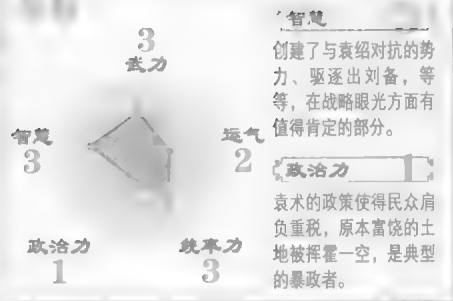 3
武力
智慧
3
运气
2
政治力
1
统率力
3
智慧
创建了与袁绍对抗的势
力、驱逐出刘备，等
等，在战略眼光方面有
值得肯定的部分。
政治力 1
袁术的政策使得民众肩
负重税，原本富饶的土
地被挥霍一空，是典型
的暴政者。